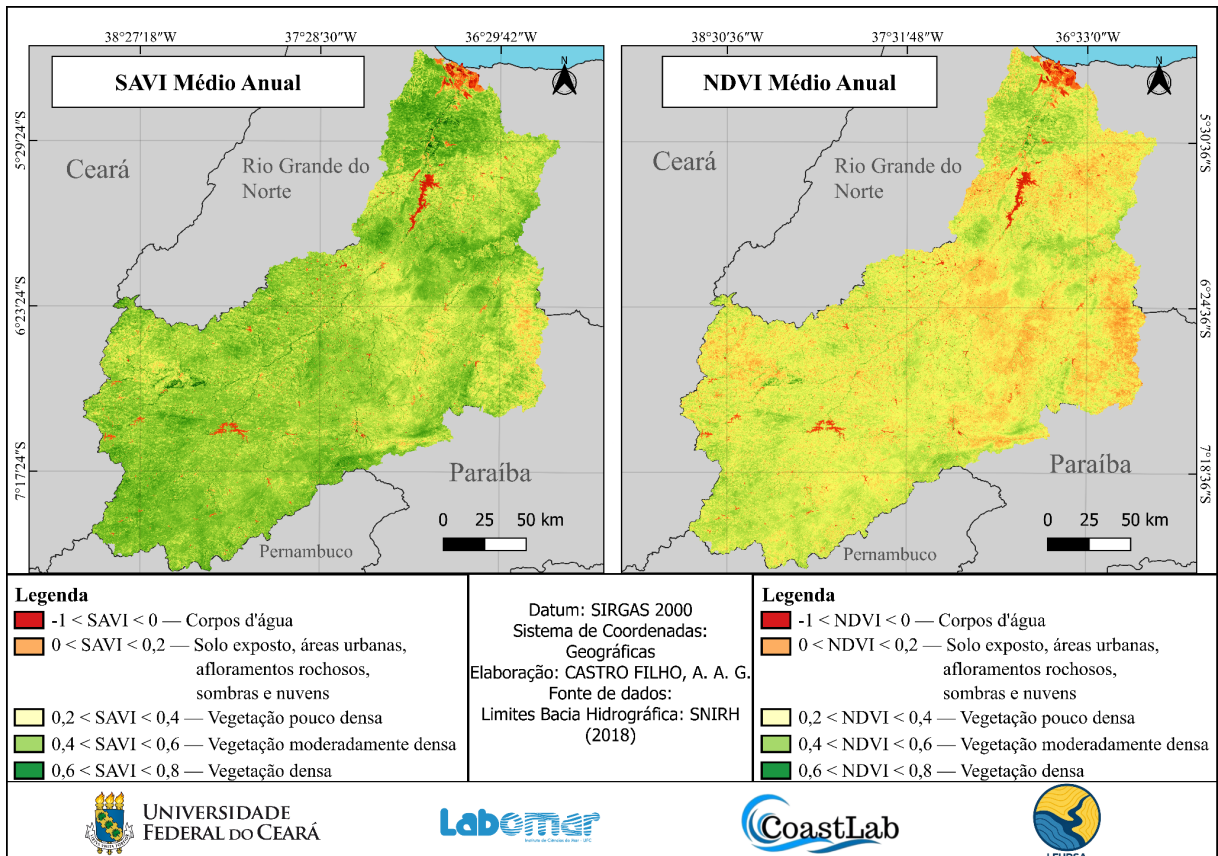 38°27'18"W 37°28'30"W 36°29'42"W
38°30'36"W 37°31'48"W 36°33'0"W
SAVI Médio Anual
N
5°29'24"S
6°23'24"S
7°17'24"S
Ceará
Rio Grande do
Norte
Paraíba
Pernambuco
0 25 50 km
NDVI Médio Anual
N
5°30'36"S
6°24'36"S
7°18'36"S
Ceará
Rio Grande do
Norte
Paraíba
Pernambuco
0 25 50 km
Legenda
-1 < SAVI < 0 — Corpos d'água
0 < SAVI < 0,2 — Solo exposto, áreas urbanas,
afloramentos rochosos,
sombras e nuvens
0,2 < SAVI < 0,4 — Vegetação pouco densa
0,4 < SAVI < 0,6 — Vegetação moderadamente densa
0,6 < SAVI < 0,8 — Vegetação densa
Datum: SIRGAS 2000
Sistema de Coordenadas:
Geográficas
Elaboração: CASTRO FILHO, A. A. G.
Fonte de dados:
Limites Bacia Hidrográfica: SNIRH
(2018)
Legenda
-1 < NDVI < 0 — Corpos d'água
0 < NDVI < 0,2 — Solo exposto, áreas urbanas,
afloramentos rochosos,
sombras e nuvens
0,2 < NDVI < 0,4 — Vegetação pouco densa
0,4 < NDVI < 0,6 — Vegetação moderadamente densa
0,6 < NDVI < 0,8 — Vegetação densa
UNIVERSIDADE
FEDERAL DO CEARÁ
Labomar
Instituto de Ciências do Mar - UFC
CoastLab